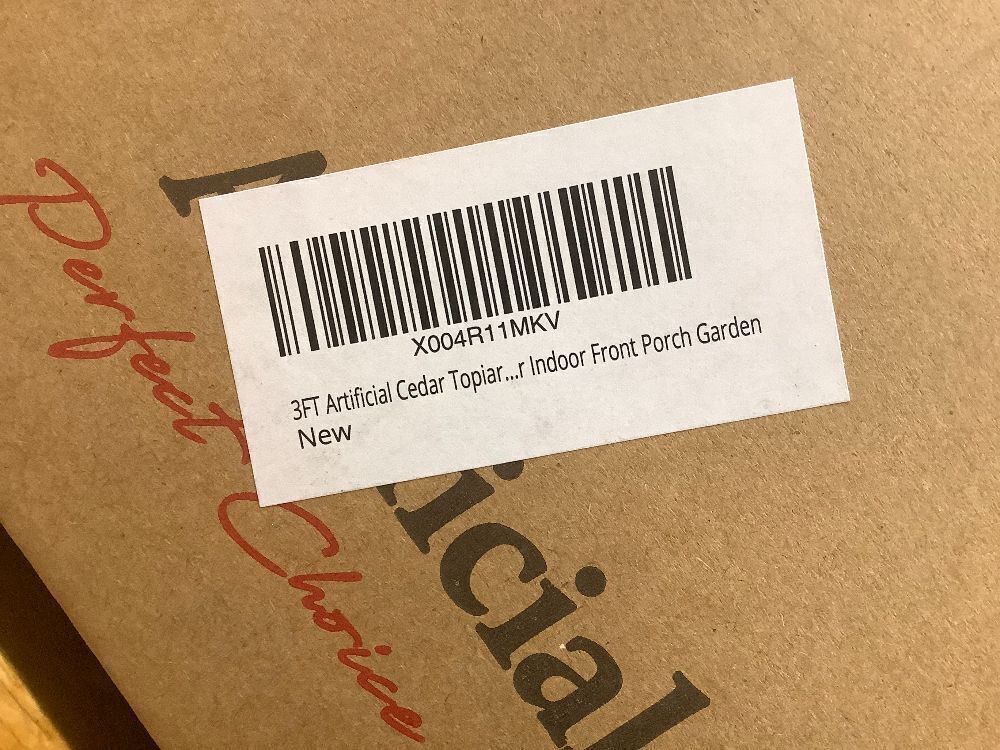 X004R11MKV
3FT Artificial Cedar Topiar...r Indoor Front Porch Garden
New
Perfect Choice
icial